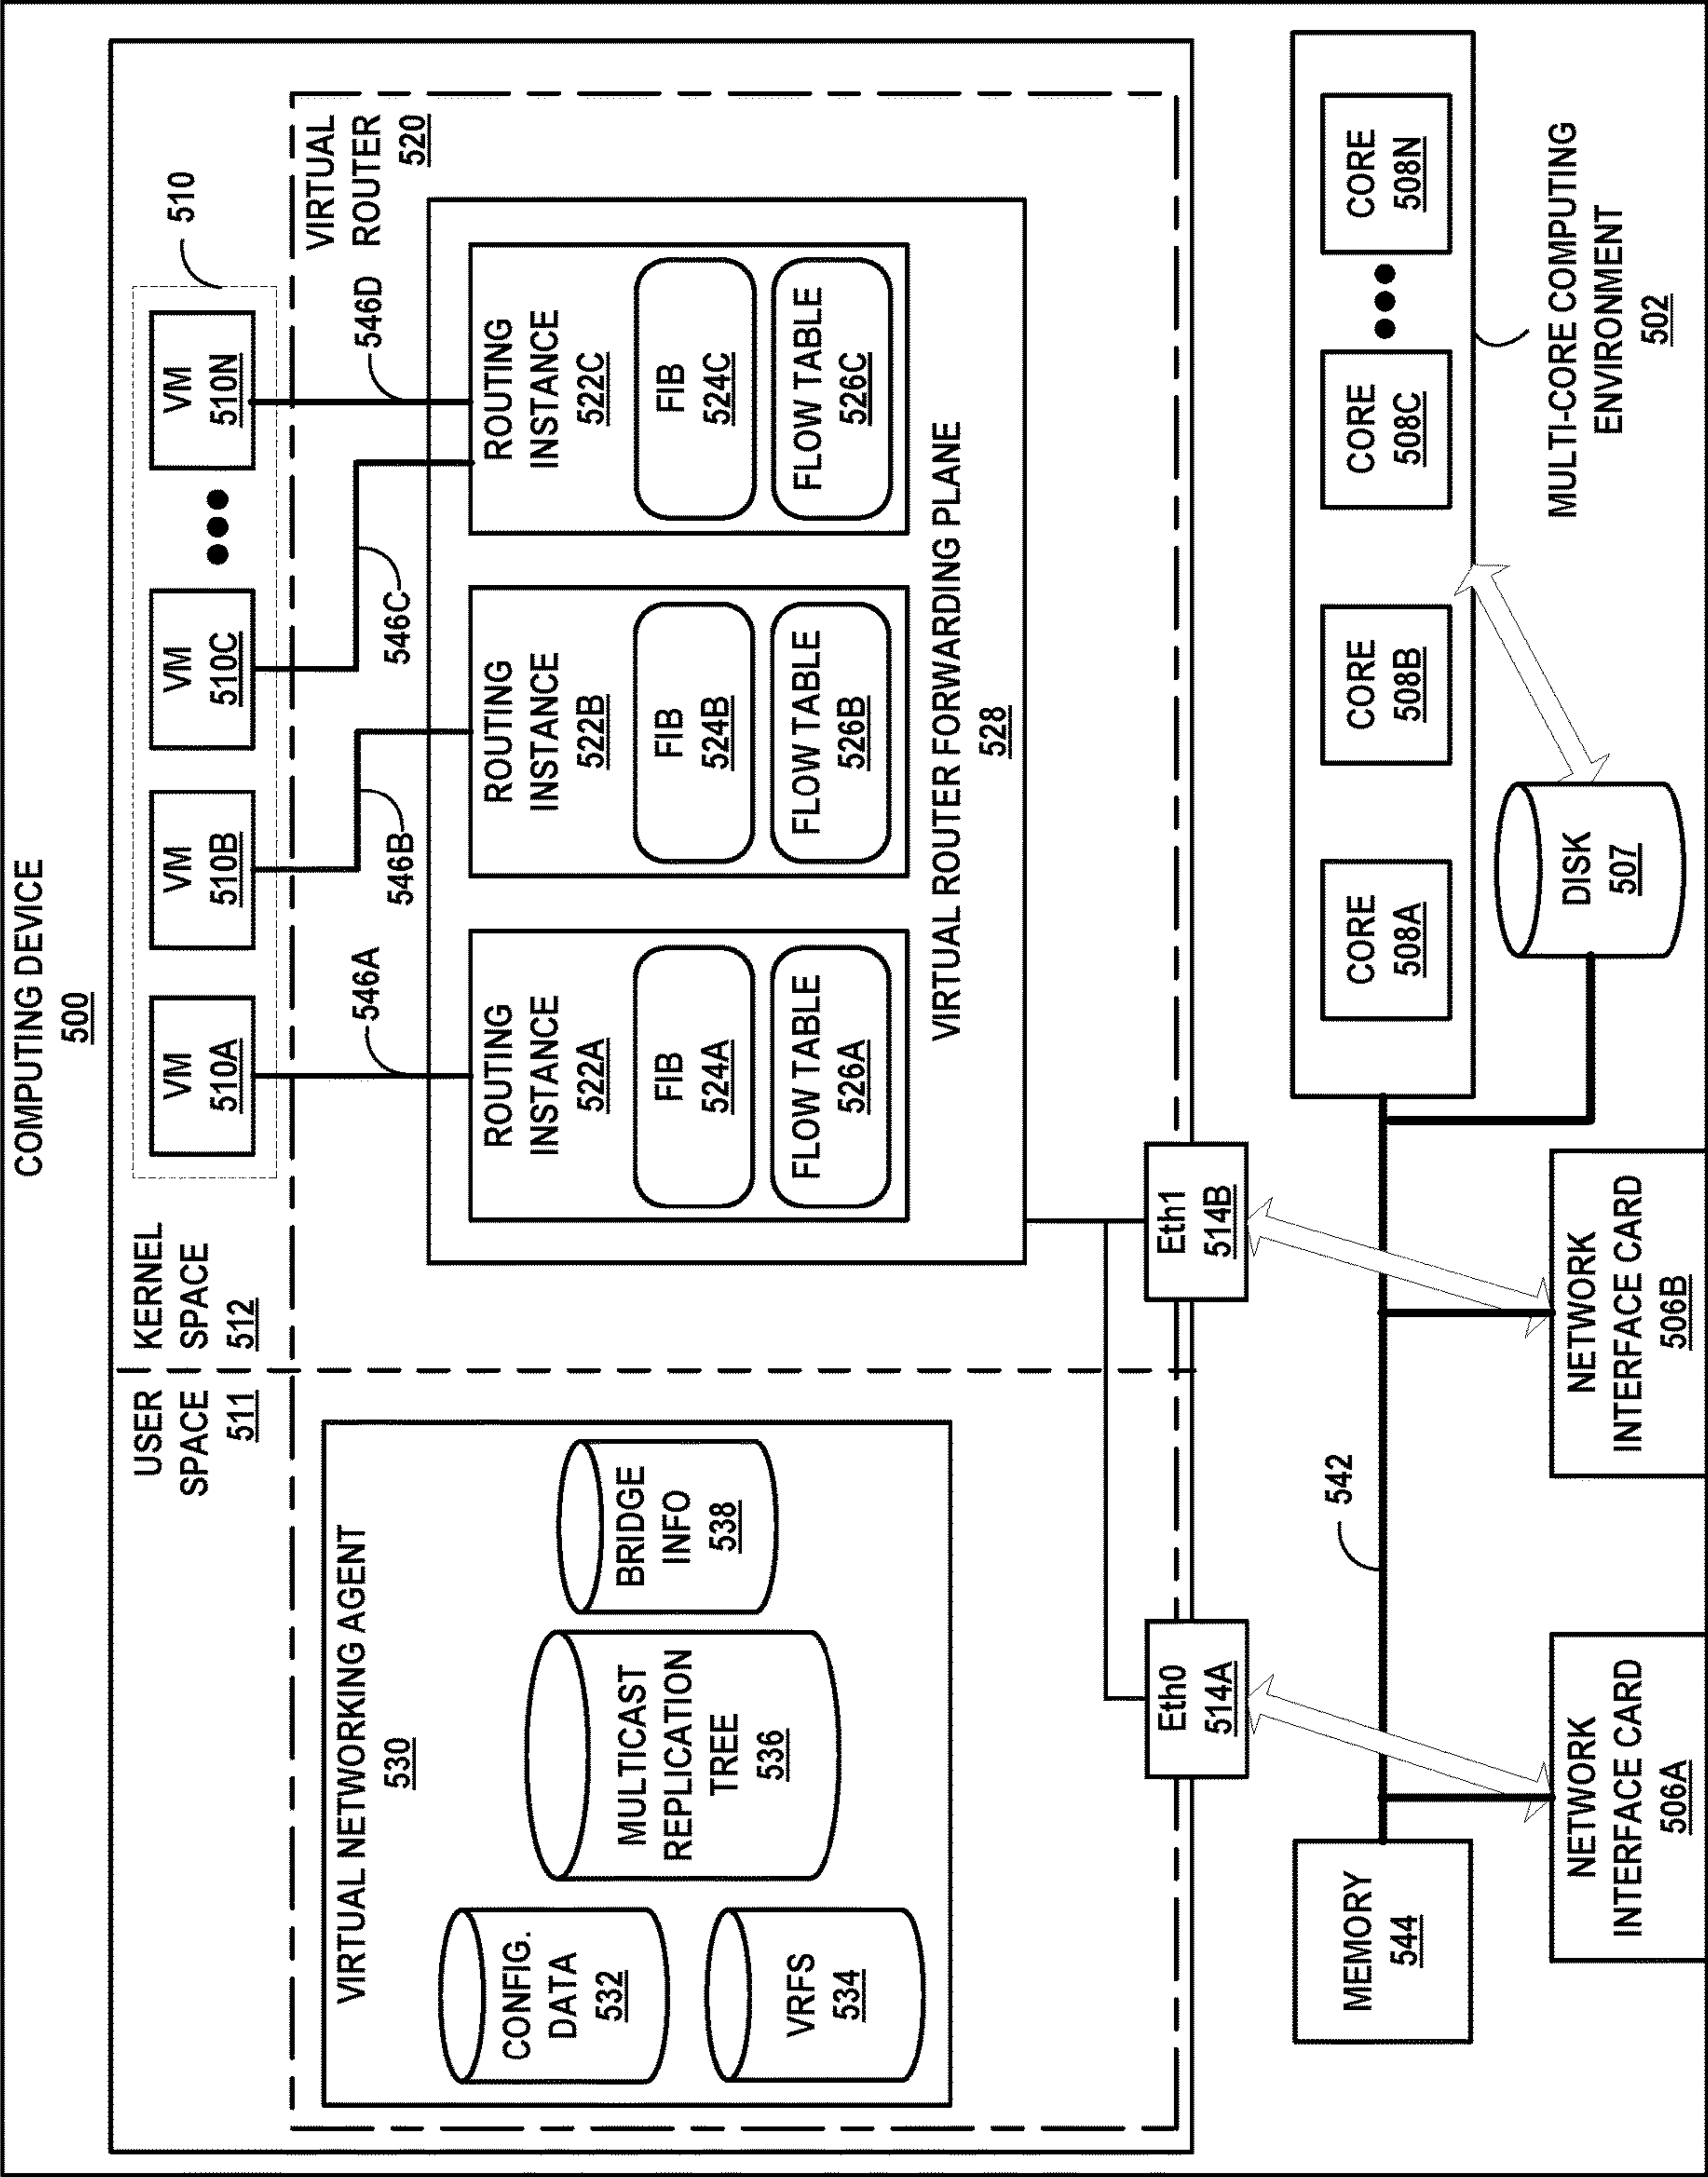 COMPUTING DEVICE
500
USER
SPACE
511
KERNEL
SPACE
512
VM
510A
VM
510B
VM
510C
VM
510N
510
VIRTUAL
ROUTER
520
546A
546B
546C
546D
VIRTUAL NETWORKING AGENT
530
CONFIG.
DATA
532
VRFS
534
MULTICAST
REPLICATION
TREE
536
BRIDGE
INFO
538
ROUTING
INSTANCE
522A
FIB
524A
FLOW TABLE
526A
ROUTING
INSTANCE
522B
FIB
524B
FLOW TABLE
526B
ROUTING
INSTANCE
522C
FIB
524C
FLOW TABLE
526C
VIRTUAL ROUTER FORWARDING PLANE
528
Eth0
514A
Eth1
514B
542
MEMORY
544
CORE
508A
CORE
508B
CORE
508C
CORE
508N
MULTI-CORE COMPUTING
ENVIRONMENT
502
NETWORK
INTERFACE CARD
506A
NETWORK
INTERFACE CARD
506B
DISK
507